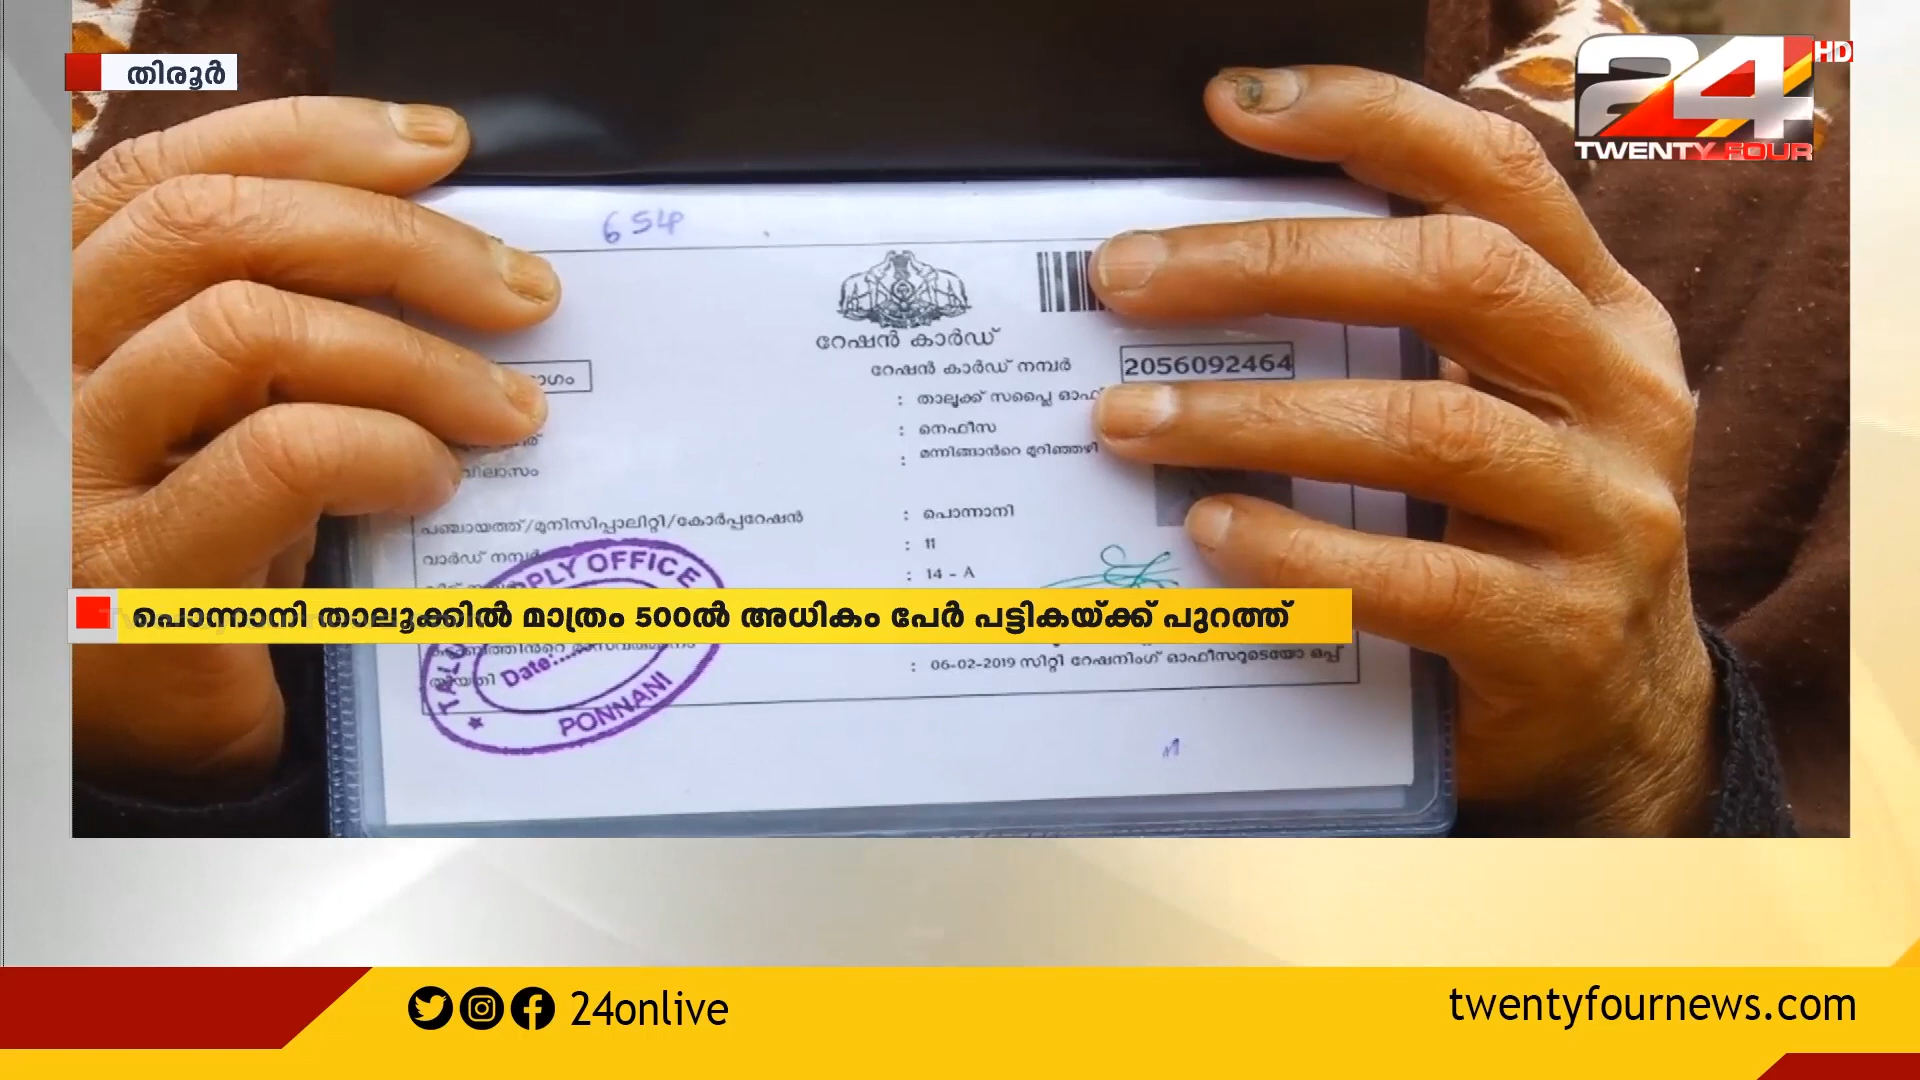 തിരൂർ
24
HD
TWENTY FOUR
654
റേഷൻ കാർഡ്
റേഷൻ കാർഡ് നമ്പർ
2056092464
: താലൂക്ക് സപ്ലൈ
: നെഫീസ
വിലാസം
: മന്നിങ്ങാൻറെ മുറിഞ്ഞഴി
പഞ്ചായത്ത്/മുനിസിപ്പാലിറ്റി/കോർപ്പറേഷൻ : പൊന്നാനി
വാർഡ് നമ്പർ : 11
: 14 - A
OFFICE
പൊന്നാനി താലൂക്കിൽ മാത്രം 500ൽ അധികം പേർ പട്ടികയ്ക്ക് പുറത്ത്
Date:......
PONNANI
: 06-02-2019 സിറ്റി റേഷനിംഗ് ഓഫീസറുടെയോ ഒപ്പ്
24onlive
twentyfournews.com